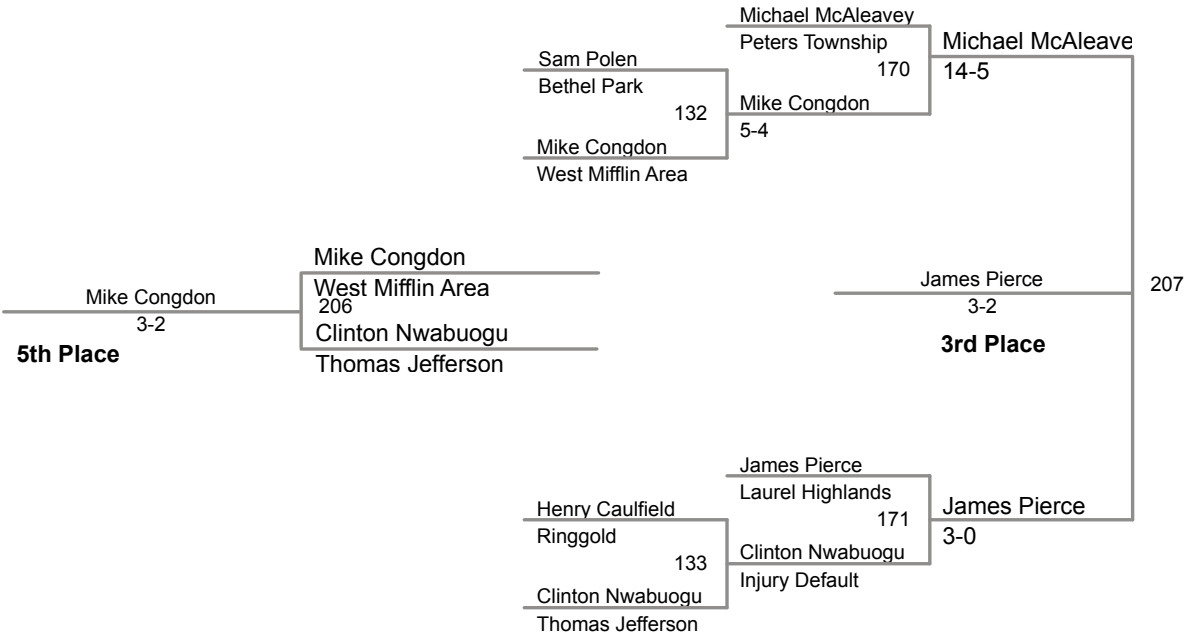 Michael McAleavey
Peters Township
170
Michael McAleave
14-5
Sam Polen
Bethel Park
132
Mike Congdon
5-4
Mike Congdon
West Mifflin Area
Mike Congdon
West Mifflin Area
206
Clinton Nwabuogu
Thomas Jefferson
Mike Congdon
3-2
5th Place
James Pierce
3-2
3rd Place
207
James Pierce
Laurel Highlands
171
James Pierce
3-0
Henry Caulfield
Ringgold
133
Clinton Nwabuogu
Injury Default
Clinton Nwabuogu
Thomas Jefferson